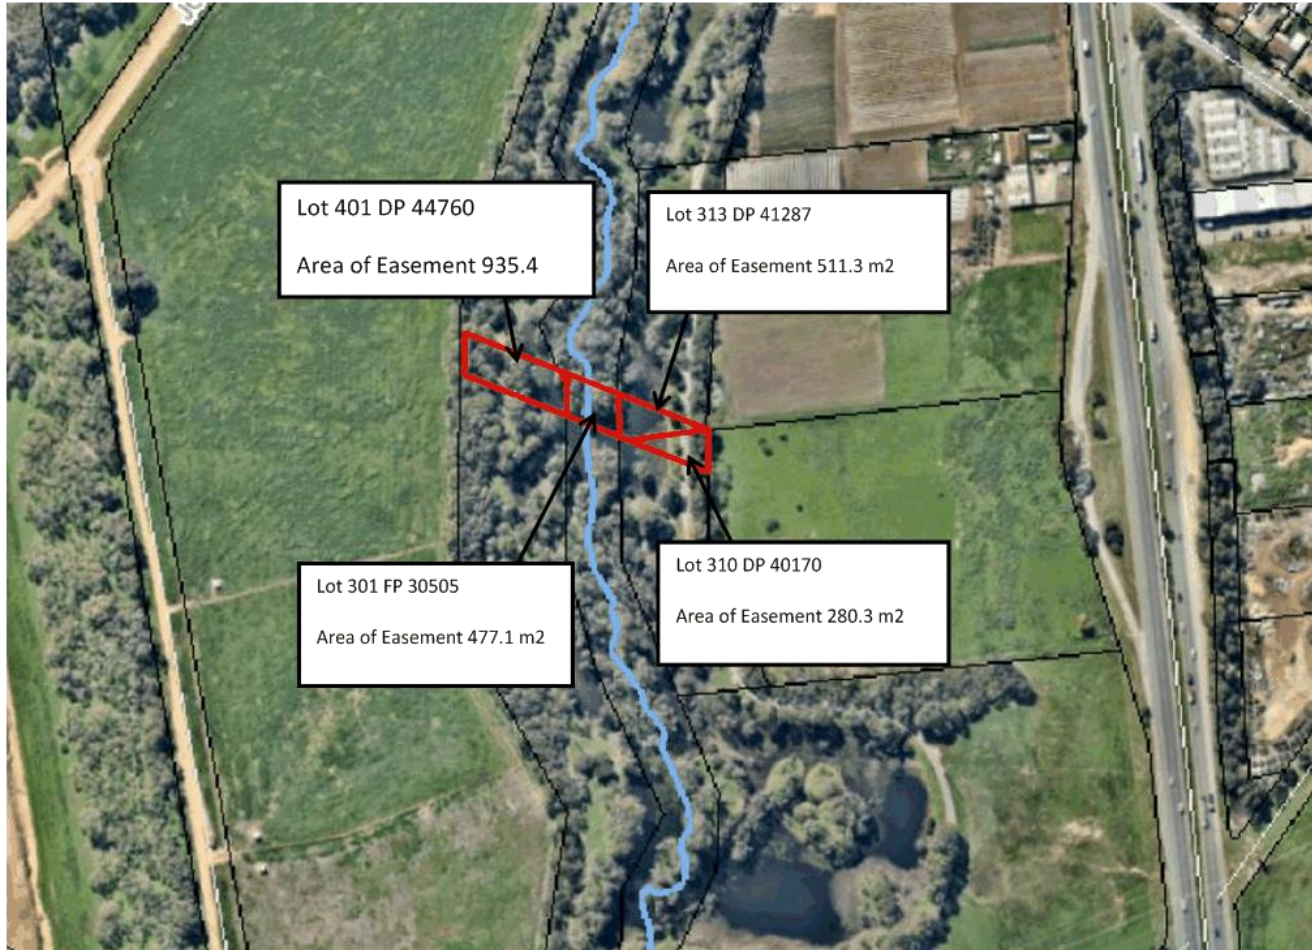 Lot 401 DP 44760
Area of Easement 935.4
Lot 313 DP 41287
Area of Easement 511.3 m2
Lot 301 FP 30505
Area of Easement 477.1 m2
Lot 310 DP 40170
Area of Easement 280.3 m2